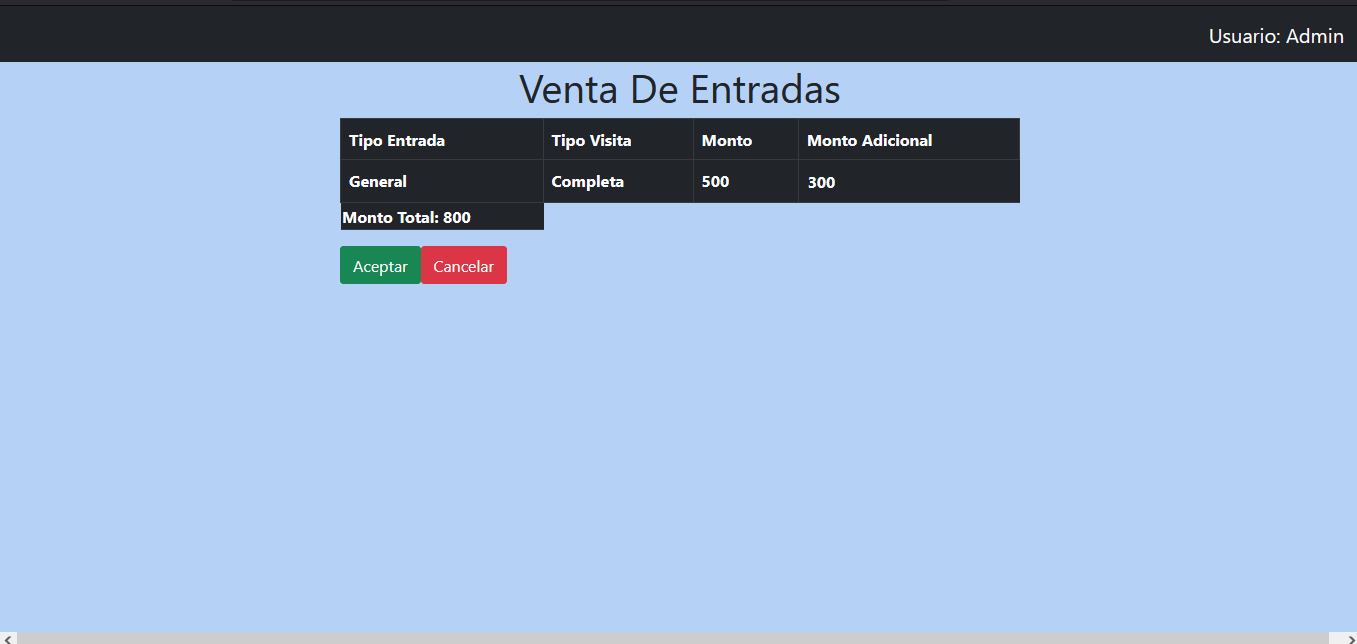 Usuario: Admin
Venta De Entradas
Tipo Entrada Tipo Visita Monto Monto Adicional
General Completa 500 300
Monto Total: 800
Aceptar Cancelar